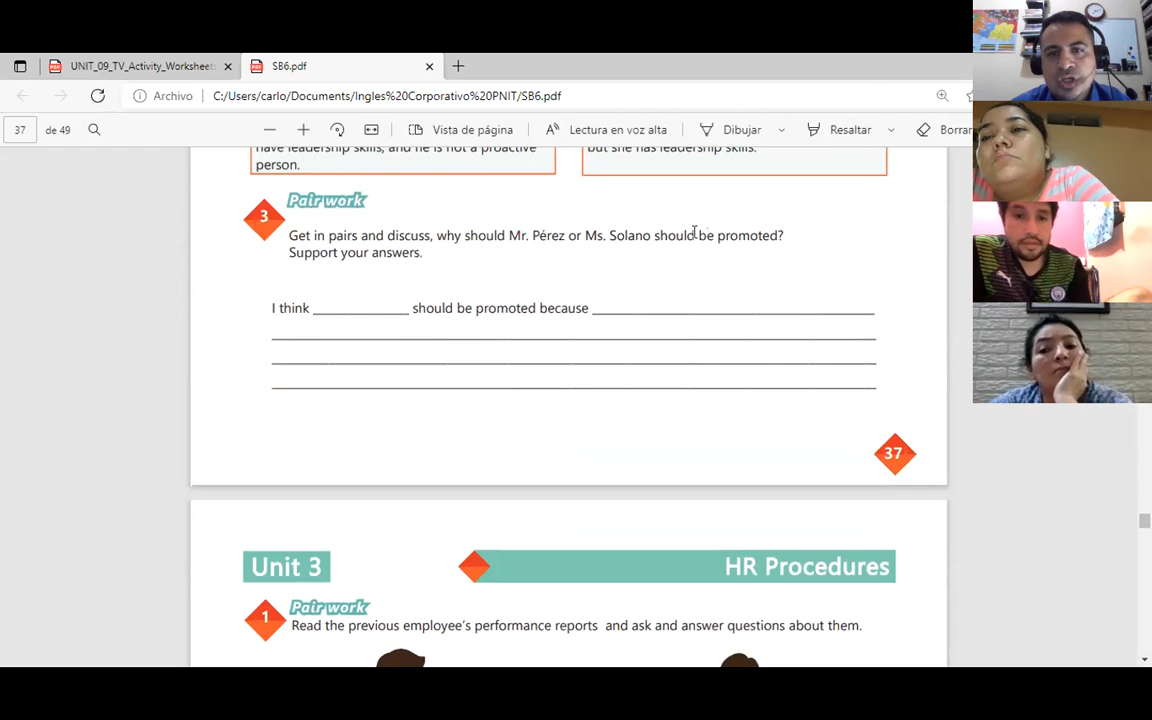 UNIT_09_TV_Activity_Worksheets
SB6.pdf
Archivo
C:/Users/carlo/Documents/Ingles%20Corporativo%20PNIT/SB6.pdf
37
de 49
Vista de página
Lectura en voz alta
Dibujar
Resaltar
Borrar
have leadership skills, and he is not a proactive
person.
but she has leadership skills.
3
Pair work
Get in pairs and discuss, why should Mr. Pérez or Ms. Solano should be promoted?
Support your answers.
I think ____________ should be promoted because ____________________________________
37
Unit 3
HR Procedures
1
Pair work
Read the previous employee's performance reports and ask and answer questions about them.